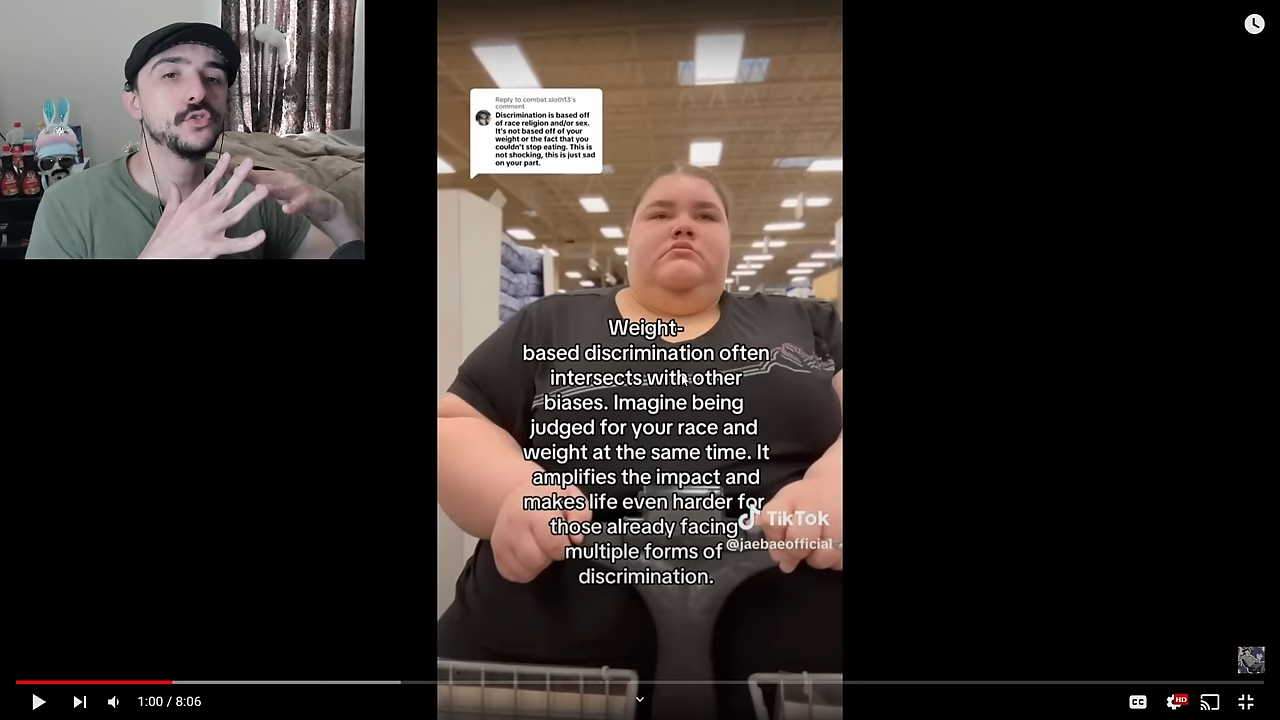 Reply to combat.sloth13's
comment
Discrimination is based off
of race religion and/or sex.
It's not based off of your
weight or the fact that you
couldn't stop eating. This is
not shocking, this is just sad
on your part.
Weight-
based discrimination often
intersects with other
biases. Imagine being
judged for your race and
weight at the same time. It
amplifies the impact and
makes life even harder for
those already facing
multiple forms of
discrimination.
TikTok
@jaebaeofficial
1:00 / 8:06
CC
HD